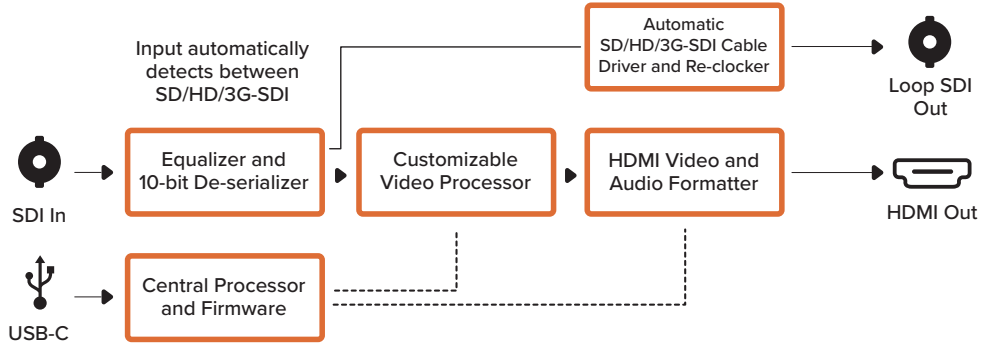 Input automatically
detects between
SD/HD/3G-SDI
Automatic
SD/HD/3G-SDI Cable
Driver and Re-clocker
Loop SDI
Out
SDI In
Equalizer and
10-bit De-serializer
Customizable
Video Processor
HDMI Video and
Audio Formatter
HDMI Out
USB-C
Central Processor
and Firmware